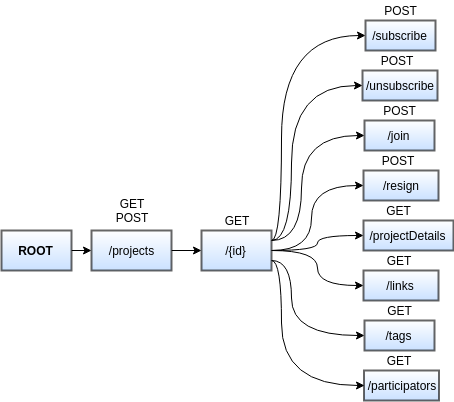 POST
/subscribe
POST
/unsubscribe
POST
/join
POST
/resign
GET
POST
GET
GET
ROOT
/projects
/{id}
/projectDetails
GET
/links
GET
/tags
GET
/participators